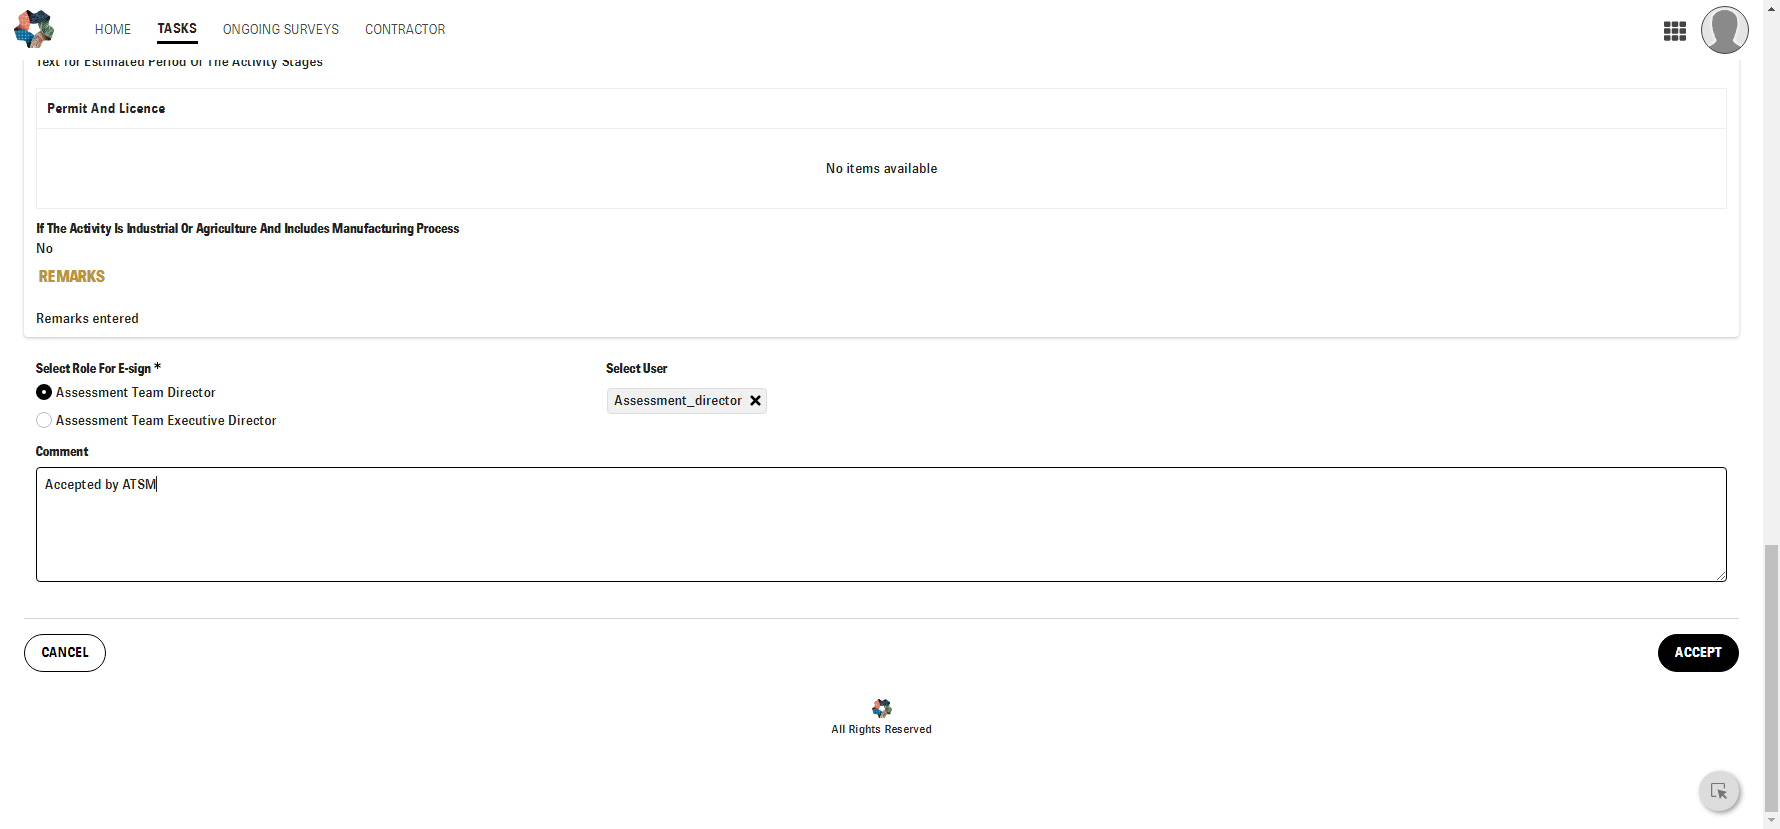 HOME
TASKS
ONGOING SURVEYS
CONTRACTOR
Text for Estimated Period Of The Activity Stages
Permit And Licence
No items available
If The Activity Is Industrial Or Agriculture And Includes Manufacturing Process
No
REMARKS
Remarks entered
Select Role For E-sign *
Assessment Team Director
Assessment Team Executive Director
Select User
Assessment_director
Comment
Accepted by ATSM
CANCEL
ACCEPT
All Rights Reserved